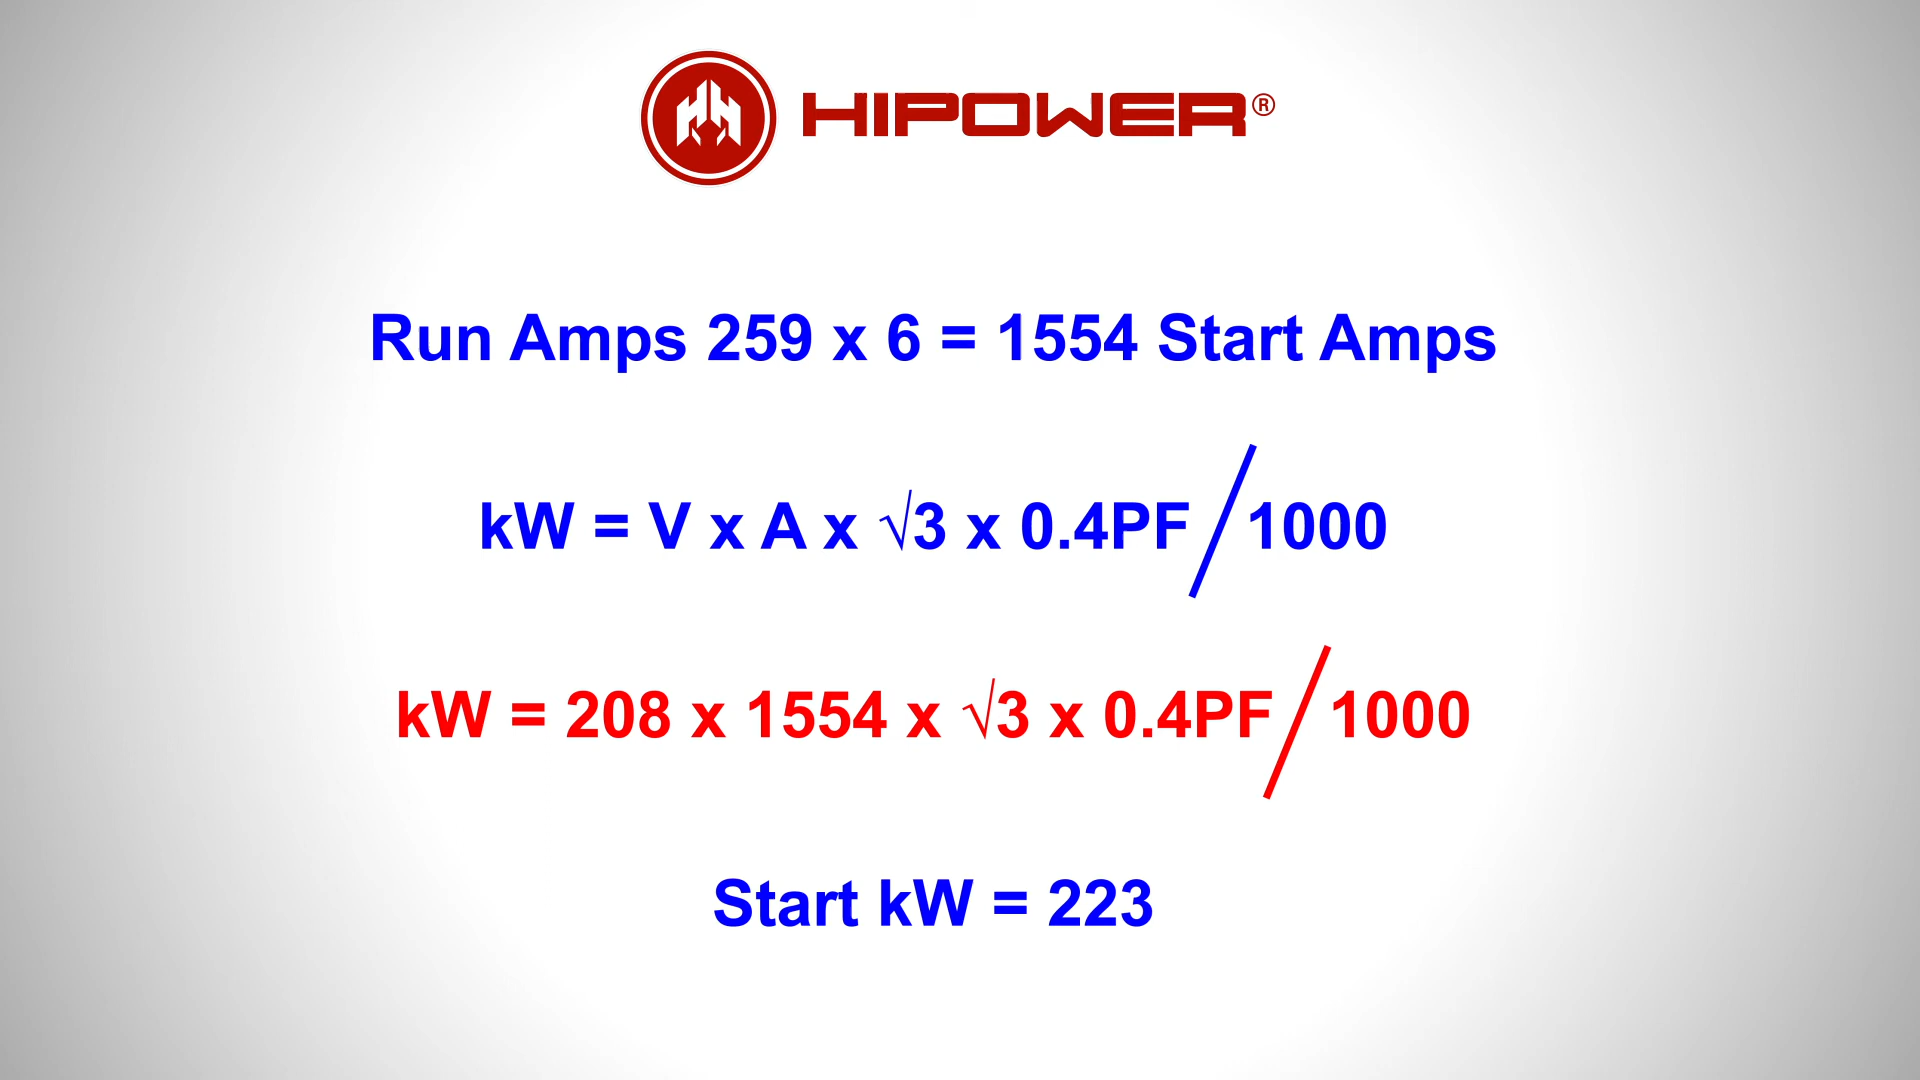 HIPOWER®
Run Amps 259 x 6 = 1554 Start Amps
kW = V x A x √3 x 0.4PF/1000
kW = 208 x 1554 x √3 x 0.4PF/1000
Start kW = 223